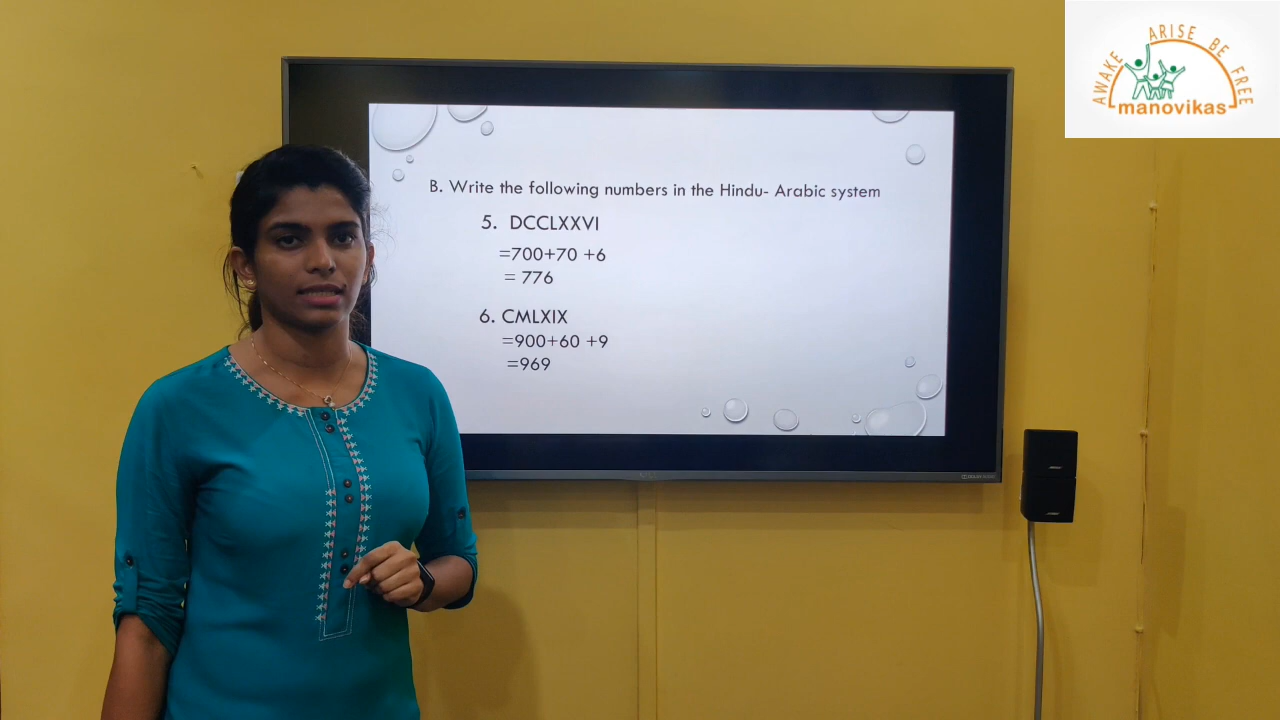 AWAKE ARISE BE FREE
manovikas
B. Write the following numbers in the Hindu- Arabic system
5. DCCLXXVI
=700+70 +6
= 776
6. CMLXIX
=900+60 +9
=969